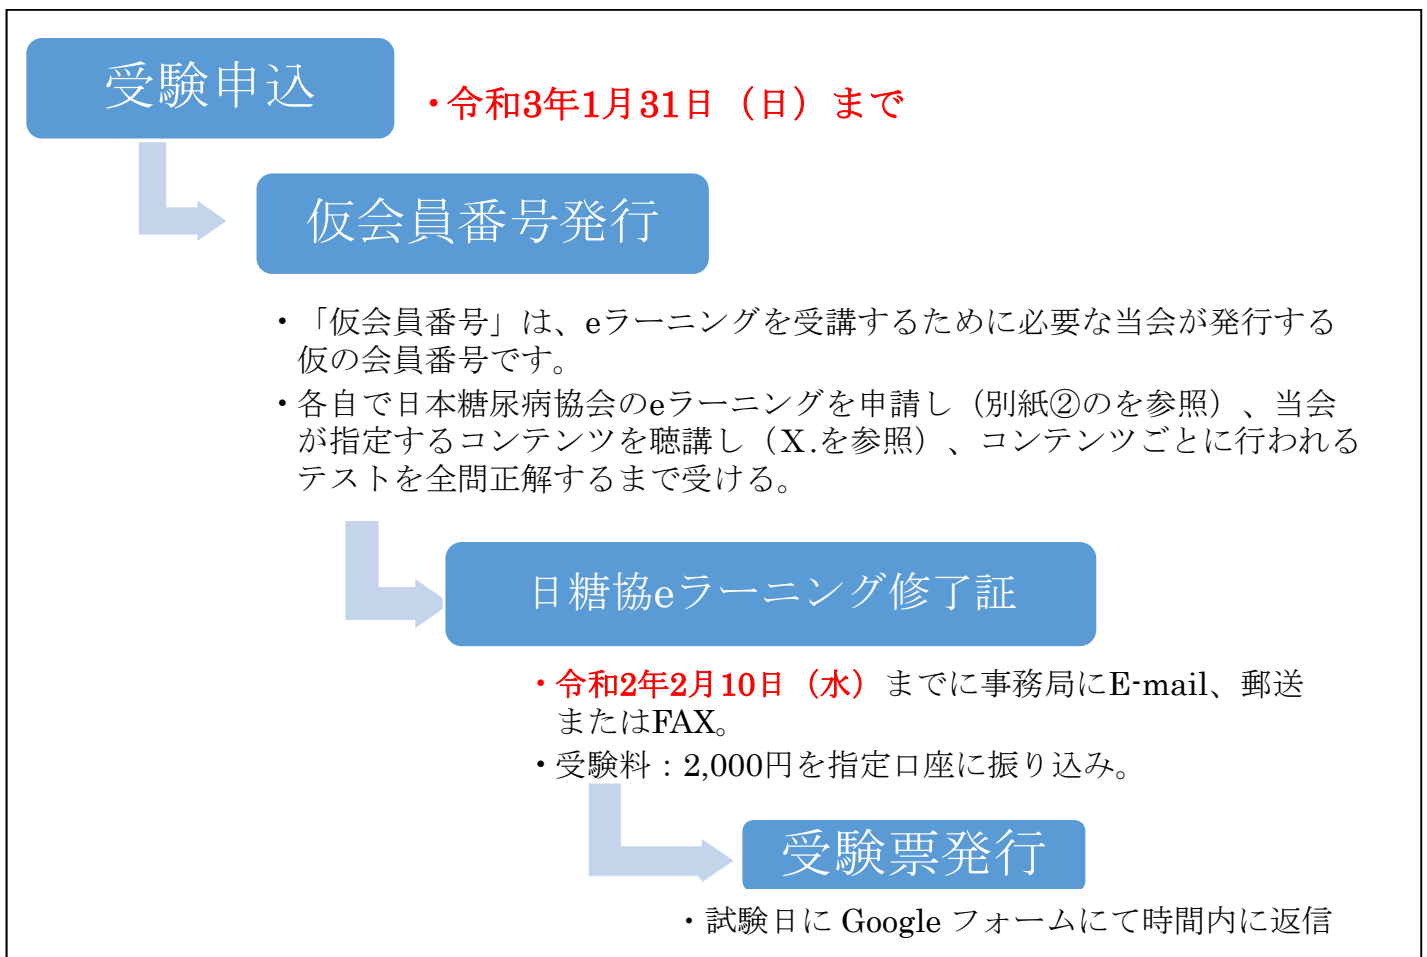 受験申込
・令和3年1月31日（日）まで
仮会員番号発行
・「仮会員番号」は、eラーニングを受講するために必要な当会が発行する
仮の会員番号です。
・各自で日本糖尿病協会のeラーニングを申請し（別紙②のを参照）、当会
が指定するコンテンツを聴講し（Ⅹ.を参照）、コンテンツごとに行われる
テストを全問正解するまで受ける。
日糖協eラーニング修了証
・令和2年2月10日（水）までに事務局にE-mail、郵送
またはFAX。
・受験料：2,000円を指定口座に振り込み。
受験票発行
・試験日に Google フォームにて時間内に返信